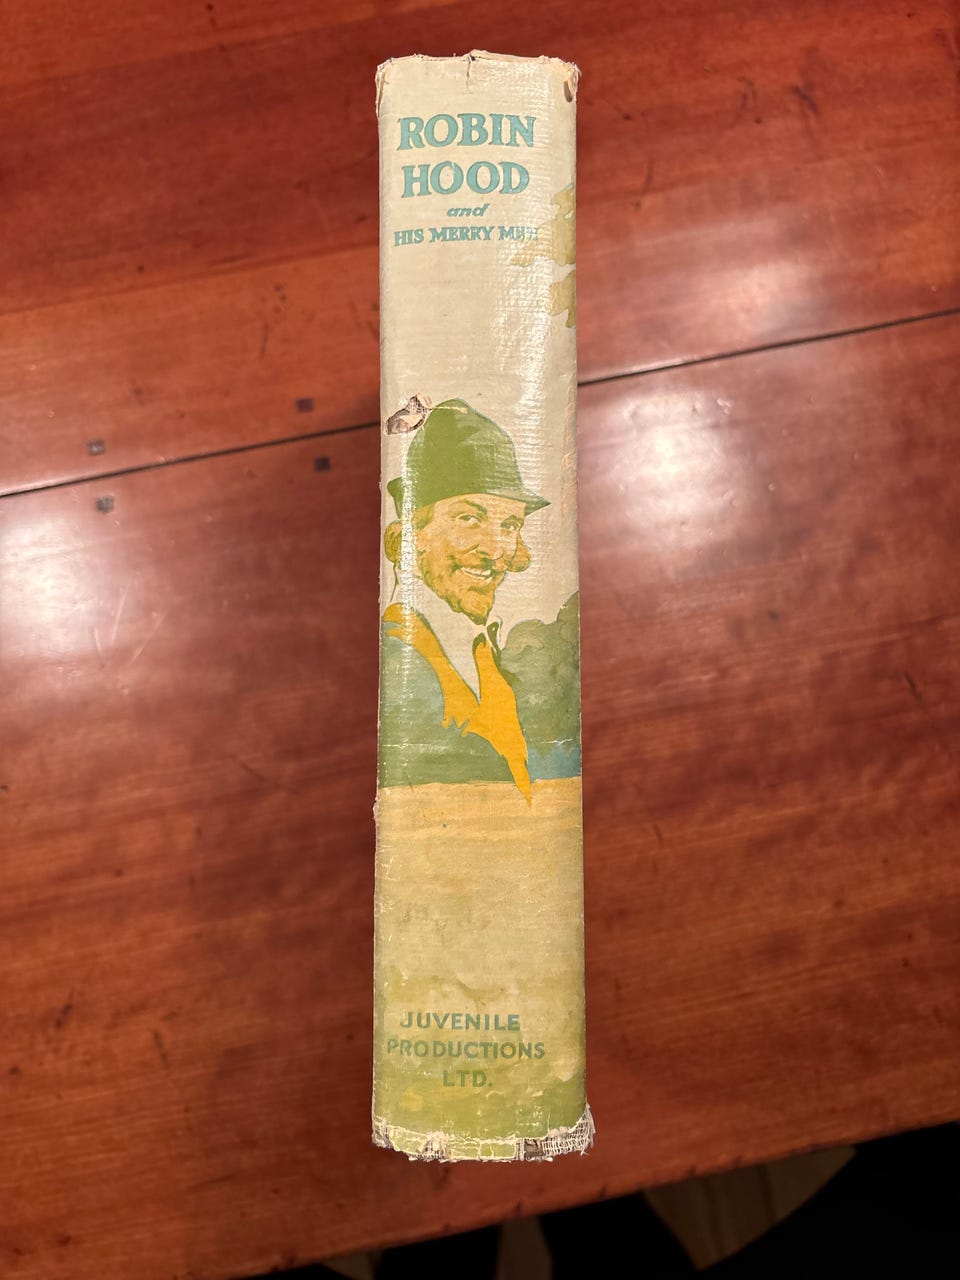 ROBIN
HOOD
and
HIS MERRY MEN
JUVENILE
PRODUCTIONS
LTD.